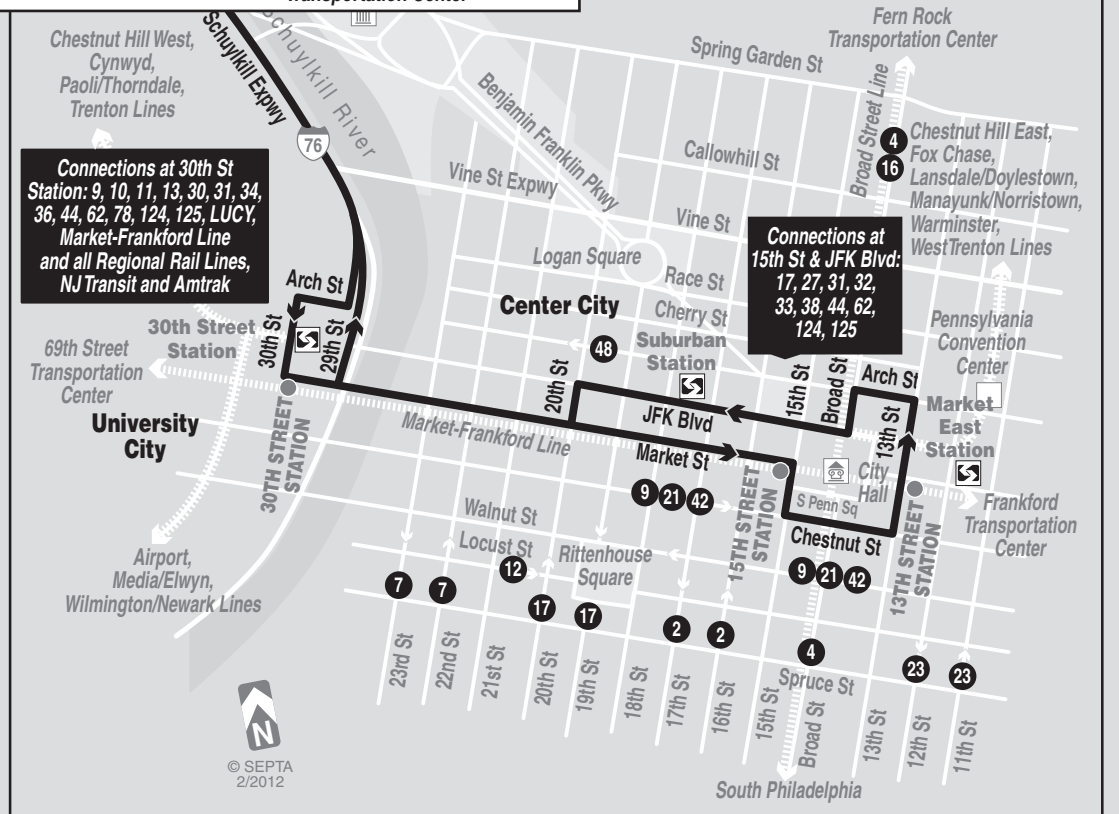 Transportation Center
Fern Rock
Transportation Center
Chestnut Hill West,
Cynwyd,
Paoli/Thorndale,
Trenton Lines
Schuylkill Expwy
Schuylkill River
76
Spring Garden St
Benjamin Franklin Pkwy
Broad Street Line
4
16
Chestnut Hill East,
Fox Chase,
Lansdale/Doylestown,
Manayunk/Norristown,
Warminster,
West Trenton Lines
Callowhill St
Vine St Expwy
Vine St
Connections at 30th St
Station: 9, 10, 11, 13, 30, 31, 34,
36, 44, 62, 78, 124, 125, LUCY,
Market-Frankford Line
and all Regional Rail Lines,
NJ Transit and Amtrak
Connections at
15th St & JFK Blvd:
17, 27, 31, 32,
33, 38, 44, 62,
124, 125
Logan Square
Race St
Cherry St
Arch St
Center City
30th Street
Station
30th St
29th St
69th Street
Transportation
Center
48
Suburban
Station
Pennsylvania
Convention
Center
20th St
15th St
Broad St
Arch St
JFK Blvd
13th St
Market
East
Station
University
City
Market-Frankford Line
Market St
City
Hall
30TH STREET
STATION
9
21
42
S Penn Sq
Frankford
Transportation
Center
Walnut St
15TH STREET
STATION
Chestnut St
13TH STREET
STATION
Locust St
Rittenhouse
Square
Airport,
Media/Elwyn,
Wilmington/Newark Lines
12
9
21
42
7
7
17
17
2
2
4
23
23
Spruce St
23rd St
22nd St
21st St
20th St
19th St
18th St
17th St
16th St
15th St
Broad St
13th St
12th St
11th St
N
© SEPTA
2/2012
South Philadelphia